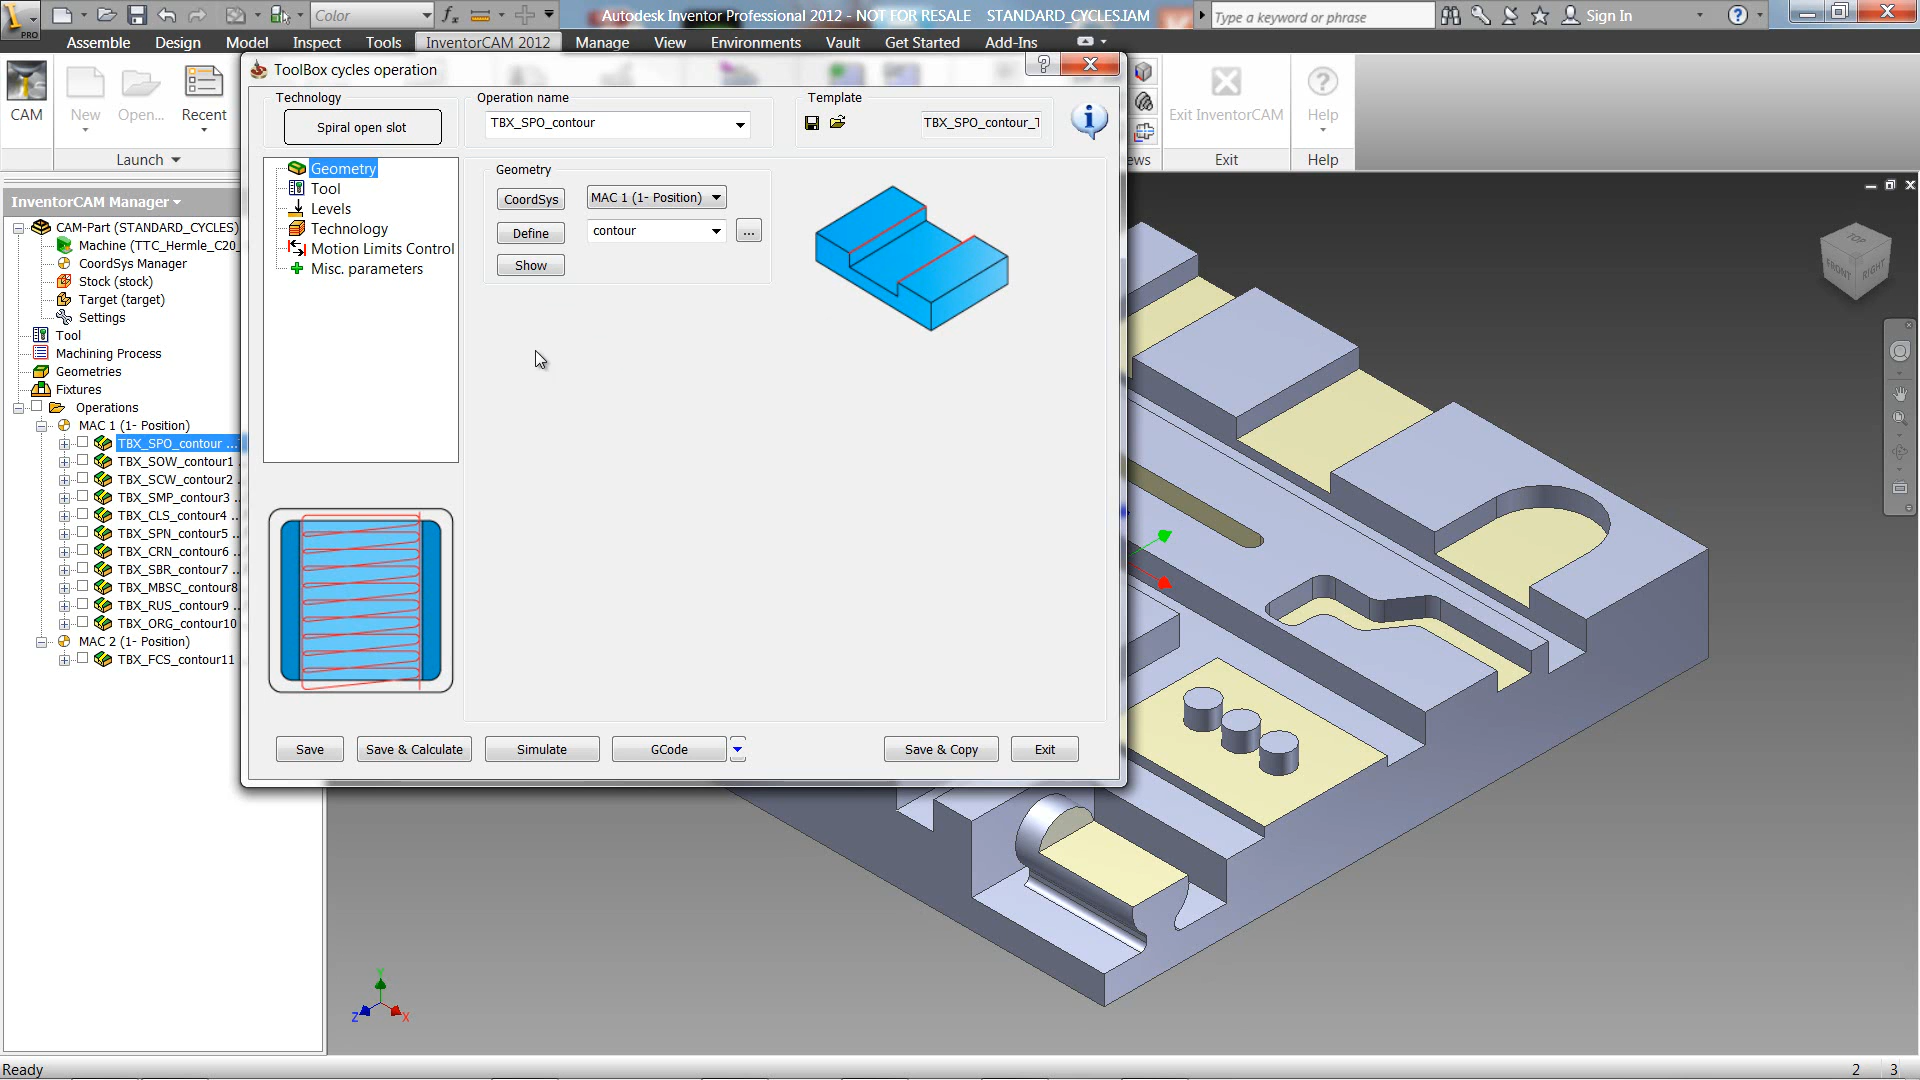 PRO
Color
Autodesk Inventor Professional 2012 - NOT FOR RESALE STANDARD_CYCLES.IAM
Type a keyword or phrase
Sign In
Assemble Design Model Inspect Tools InventorCAM 2012 Manage View Environments Vault Get Started Add-Ins
CAM New Open... Recent
Launch
Exit InventorCAM Help
ews Exit Help
ToolBox cycles operation
Technology Operation name Template
Spiral open slot TBX_SPO_contour TBX_SPO_contour_T
InventorCAM Manager
CAM-Part (STANDARD_CYCLES)
Machine (TTC_Hermle_C20_
CoordSys Manager
Stock (stock)
Target (target)
Settings
Tool
Machining Process
Geometries
Fixtures
Operations
MAC 1 (1- Position)
TBX_SPO_contour ...
TBX_SOW_contour1 .
TBX_SCW_contour2 .
TBX_SMP_contour3 ..
TBX_CLS_contour4 ..
TBX_SPN_contour5 ..
TBX_CRN_contour6 ..
TBX_SBR_contour7 ..
TBX_MBSC_contour8
TBX_RUS_contour9 ..
TBX_ORG_contour10
MAC 2 (1- Position)
TBX_FCS_contour11
Geometry
Tool
Levels
Technology
Motion Limits Control
Misc. parameters
Geometry
CoordSys MAC 1 (1- Position)
Define contour ...
Show
Save Save & Calculate Simulate GCode Save & Copy Exit
TOP
FRONT RIGHT
Y
Z X
Ready 2 3